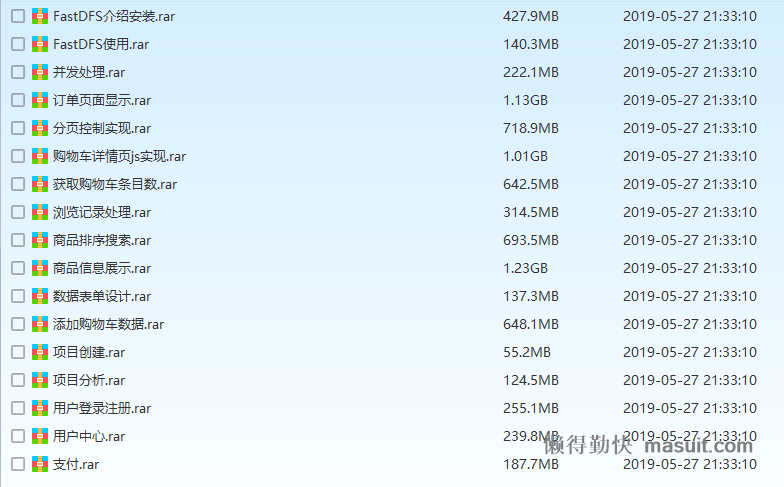 FastDFS介绍安装.rar 427.9MB 2019-05-27 21:33:10
FastDFS使用.rar 140.3MB 2019-05-27 21:33:10
并发处理.rar 222.1MB 2019-05-27 21:33:10
订单页面显示.rar 1.13GB 2019-05-27 21:33:10
分页控制实现.rar 718.9MB 2019-05-27 21:33:10
购物车详情页js实现.rar 1.01GB 2019-05-27 21:33:10
获取购物车条目数.rar 642.5MB 2019-05-27 21:33:10
浏览记录处理.rar 314.5MB 2019-05-27 21:33:10
商品排序搜索.rar 693.5MB 2019-05-27 21:33:10
商品信息展示.rar 1.23GB 2019-05-27 21:33:10
数据表单设计.rar 137.3MB 2019-05-27 21:33:10
添加购物车数据.rar 648.1MB 2019-05-27 21:33:10
项目创建.rar 55.2MB 2019-05-27 21:33:10
项目分析.rar 124.5MB 2019-05-27 21:33:10
用户登录注册.rar 255.1MB 2019-05-27 21:33:10
用户中心.rar 239.8MB 2019-05-27 21:33:10
懒得勤快 masuit.com
支付.rar 187.7MB 2019-05-27 21:33:10